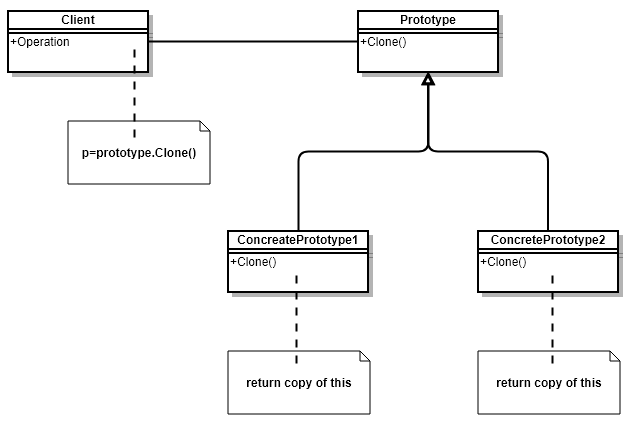 Client
+Operation
Prototype
+Clone()
p=prototype.Clone()
ConcreatePrototype1
+Clone()
ConcretePrototype2
+Clone()
return copy of this
return copy of this